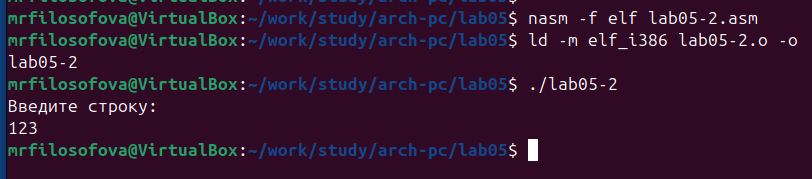 mrfilosofova@VirtualBox:~/work/study/arch-pc/lab05$ nasm -f elf lab05-2.asm
mrfilosofova@VirtualBox:~/work/study/arch-pc/lab05$ ld -m elf_i386 lab05-2.o -o
lab05-2
mrfilosofova@VirtualBox:~/work/study/arch-pc/lab05$ ./lab05-2
Введите строку:
123
mrfilosofova@VirtualBox:~/work/study/arch-pc/lab05$